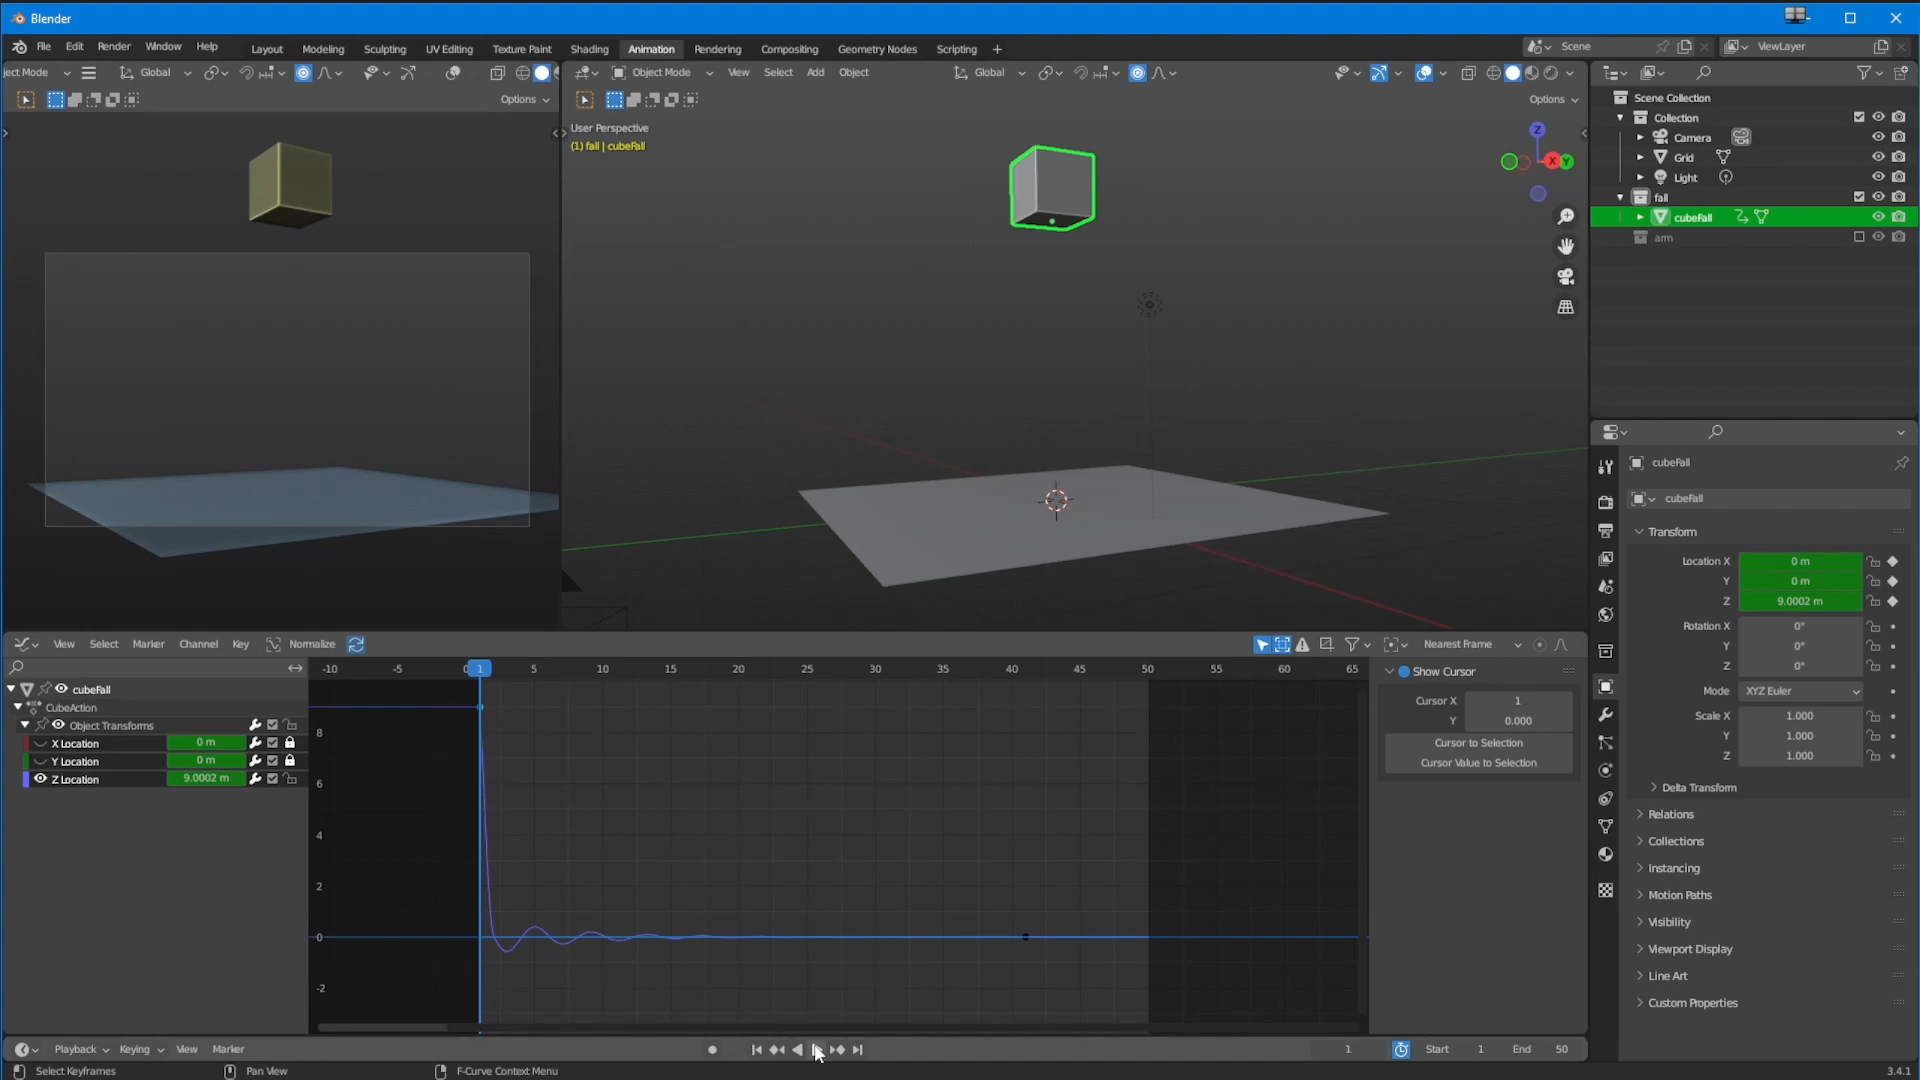 Blender
File Edit Render Window Help Layout Modeling Sculpting UV Editing Texture Paint Shading Animation Rendering Compositing Geometry Nodes Scripting + Scene ViewLayer
ject Mode Global Object Mode View Select Add Object Global
Options Options
User Perspective
(1) fall | cubeFall
Z
X Y
Scene Collection
Collection
Camera
Grid
Light
fall
cubeFall
arm
cubeFall
cubeFall
Transform
Location X 0 m
Y 0 m
Z 9.0002 m
Rotation X 0°
Y 0°
Z 0°
Mode XYZ Euler
Scale X 1.000
Y 1.000
Z 1.000
Delta Transform
Relations
Collections
Instancing
Motion Paths
Visibility
Viewport Display
Line Art
Custom Properties
View Select Marker Channel Key Normalize Nearest Frame
-10 -5 0 1 5 10 15 20 25 30 35 40 45 50 55 60 65
cubeFall
CubeAction
Object Transforms
X Location 0 m
Y Location 0 m
Z Location 9.0002 m
8
6
4
2
0
-2
Show Cursor
Cursor X 1
Y 0.000
Cursor to Selection
Cursor Value to Selection
Playback Keying View Marker 1 Start 1 End 50
Select Keyframes Pan View F-Curve Context Menu 3.4.1